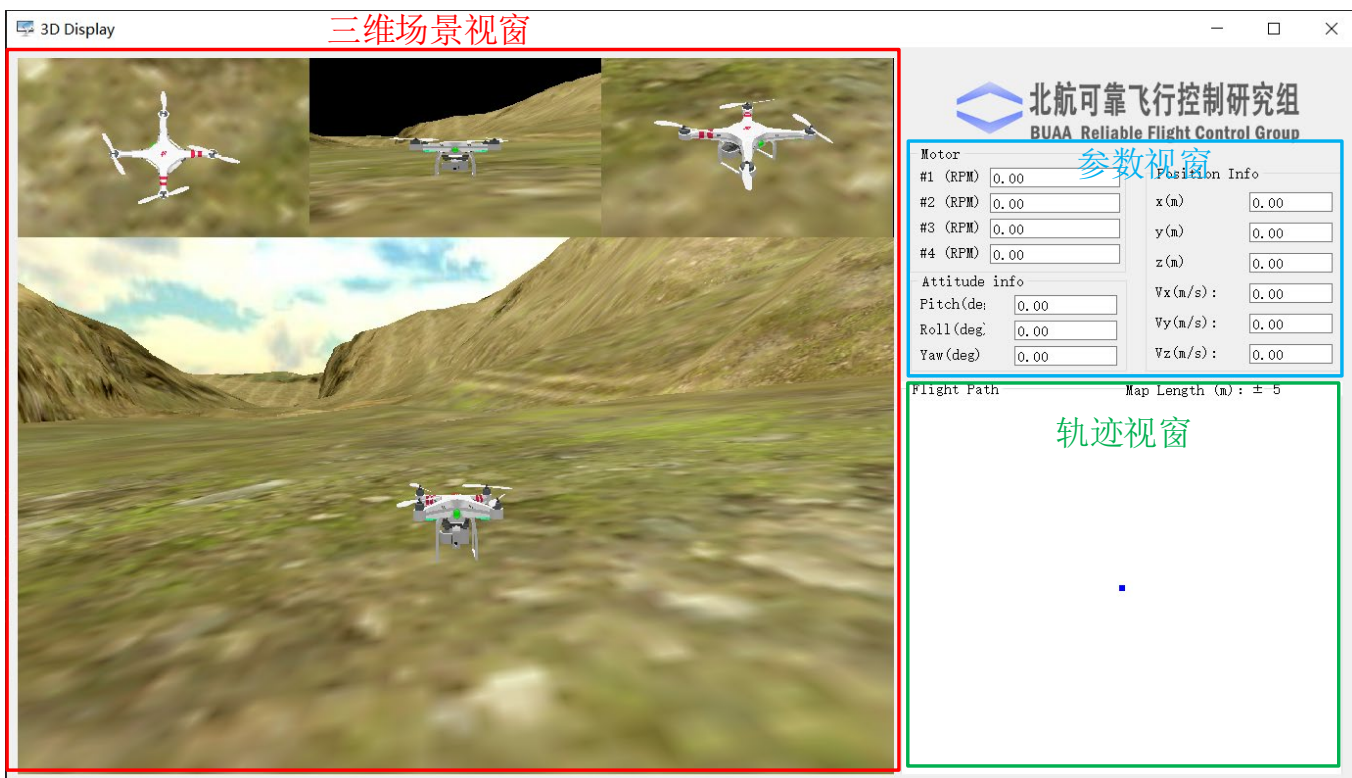 3D Display
三维场景视窗
北航可靠飞行控制研究组
BUAA Reliable Flight Control Group
参数视窗
Motor
#1 (RPM) 0.00
#2 (RPM) 0.00
#3 (RPM) 0.00
#4 (RPM) 0.00
Attitude info
Pitch(de 0.00
Roll(deg 0.00
Yaw(deg) 0.00
Position Info
x(m) 0.00
y(m) 0.00
z(m) 0.00
Vx(m/s): 0.00
Vy(m/s): 0.00
Vz(m/s): 0.00
Flight Path
Map Length (m): ± 5
轨迹视窗